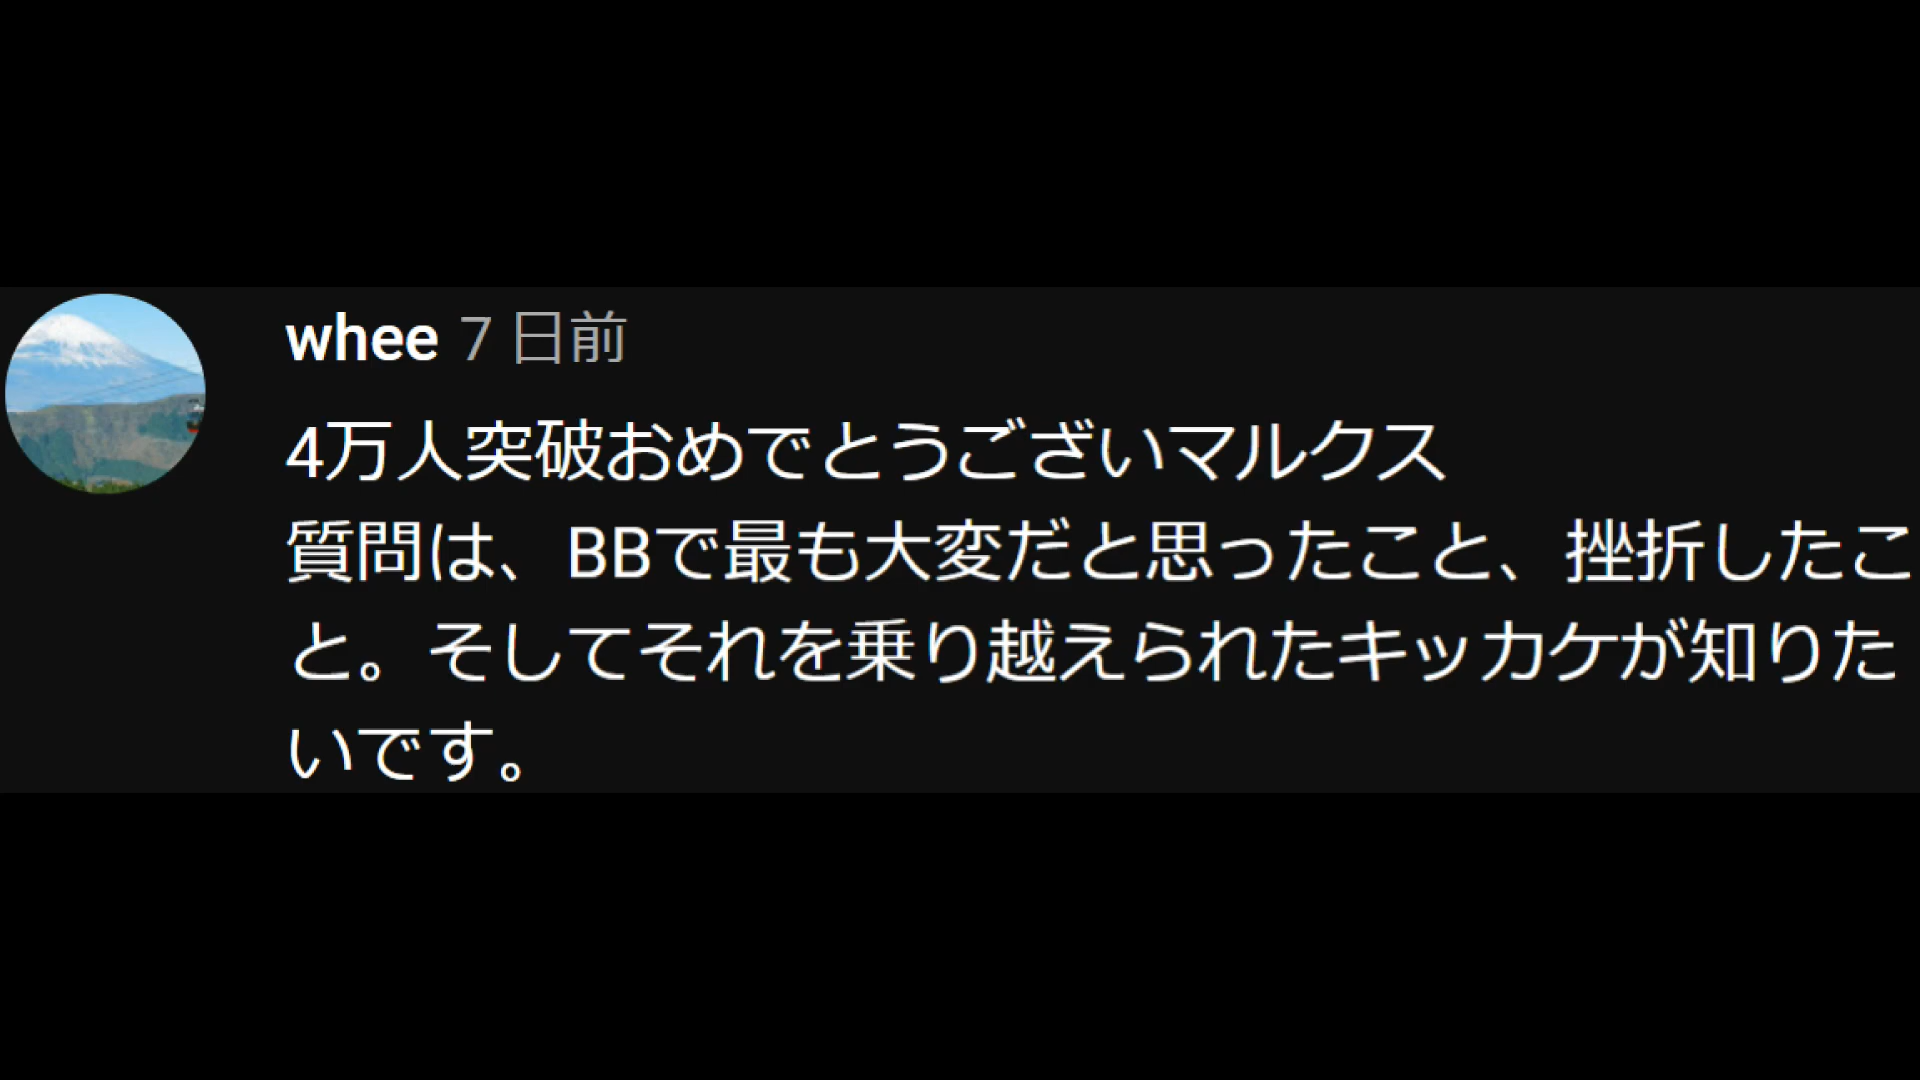 whee 7 日前
4万人突破おめでとうございマルクス
質問は、BBで最も大変だと思ったこと、挫折したこ
と。そしてそれを乗り越えられたキッカケが知りた
いです。